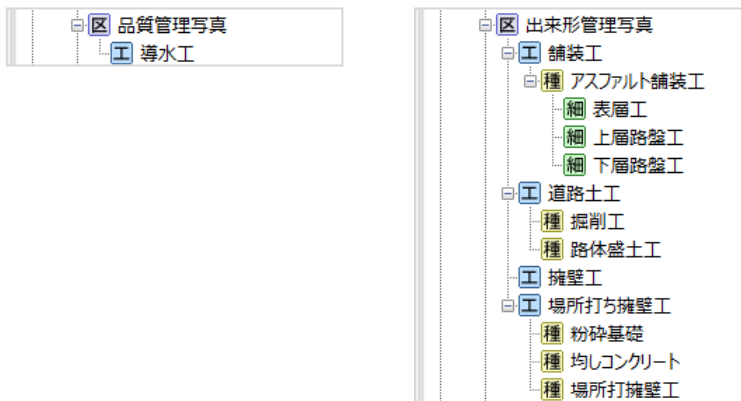 区 品質管理写真
工 導水工
区 出来形管理写真
工 舗装工
種 アスファルト舗装工
細 表層工
細 上層路盤工
細 下層路盤工
工 道路土工
種 掘削工
種 路体盛土工
工 擁壁工
工 場所打ち擁壁工
種 粉砕基礎
種 均しコンクリート
種 場所打擁壁工